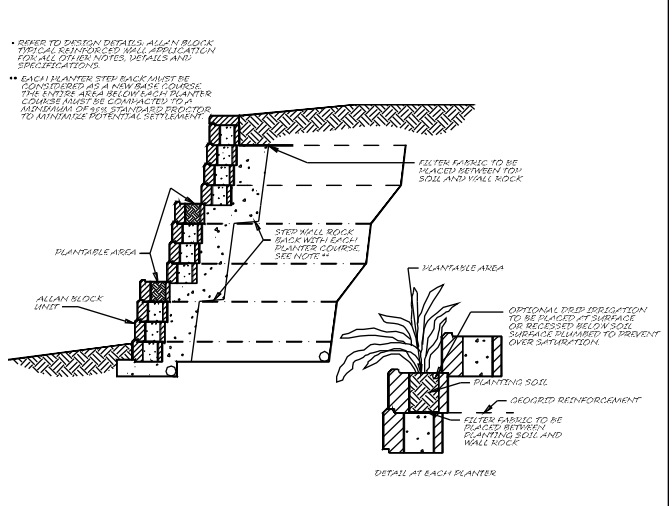 • REFER TO DESIGN DETAILS: ALLAN BLOCK
TYPICAL REINFORCED WALL APPLICATION
FOR ALL OTHER NOTES, DETAILS AND
SPECIFICATIONS.
** EACH PLANTER STEP BACK MUST BE
CONSIDERED AS A NEW BASE COURSE.
THE ENTIRE AREA BELOW EACH PLANTER
COURSE MUST BE COMPACTED TO A
MINIMUM OF 95% STANDARD PROCTOR
TO MINIMIZE POTENTIAL SETTLEMENT.
FILTER FABRIC TO BE
PLACED BETWEEN TOP
SOIL AND WALL ROCK
STEP WALL ROCK
BACK WITH EACH
PLANTER COURSE,
SEE NOTE **
PLANTABLE AREA
ALLAN BLOCK
UNIT
PLANTABLE AREA
OPTIONAL DRIP IRRIGATION
TO BE PLACED AT SURFACE
OR RECESSED BELOW SOIL
SURFACE PLUMBED TO PREVENT
OVER SATURATION.
PLANTING SOIL
GEOGRID REINFORCEMENT
FILTER FABRIC TO BE
PLACED BETWEEN
PLANTING SOIL AND
WALL ROCK
DETAIL AT EACH PLANTER